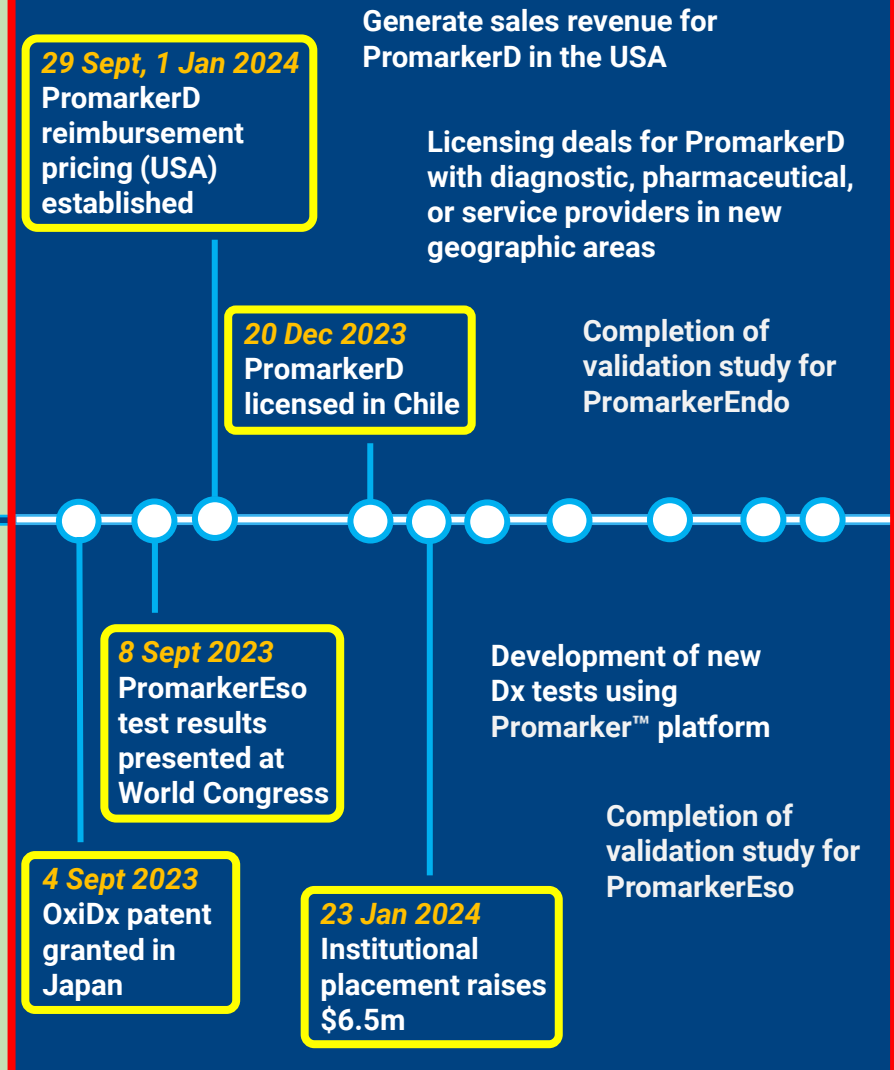 Generate sales revenue for
PromarkerD in the USA
29 Sept, 1 Jan 2024
PromarkerD
reimbursement
pricing (USA)
established
Licensing deals for PromarkerD
with diagnostic, pharmaceutical,
or service providers in new
geographic areas
20 Dec 2023
PromarkerD
licensed in Chile
Completion of
validation study for
PromarkerEndo
8 Sept 2023
PromarkerEso
test results
presented at
World Congress
Development of new
Dx tests using
Promarker™ platform
Completion of
validation study for
PromarkerEso
4 Sept 2023
OxiDx patent
granted in
Japan
23 Jan 2024
Institutional
placement raises
$6.5m